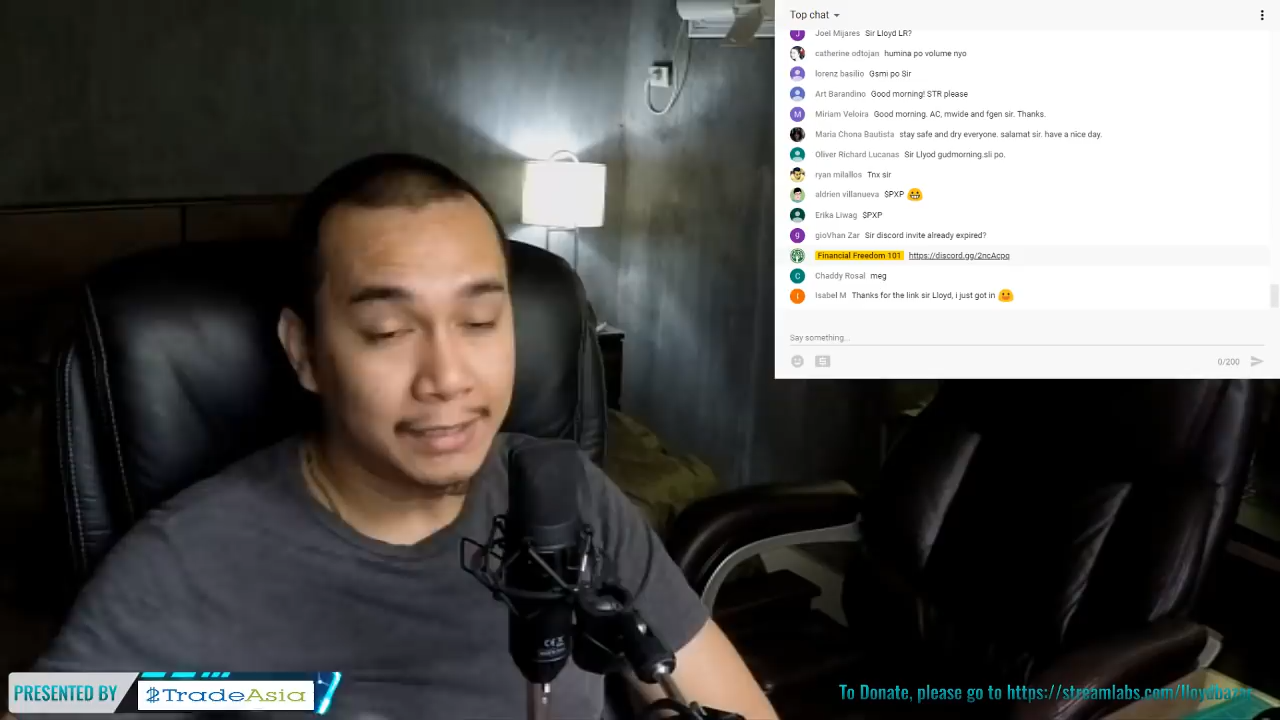 Top chat
Joel Mijares Sir Lloyd LR?
catherine odtojan humina po volume nyo
lorenz basilio Gsmi po Sir
Art Barandino Good morning! STR please
M Miriam Veloira Good morning. AC, mwide and fgen sir. Thanks.
Maria Chona Bautista stay safe and dry everyone. salamat sir. have a nice day.
Oliver Richard Lucanas Sir Llyod gudmorning.sli po.
ryan milallos Tnx sir
aldrien villanueva $PXP 😬
Erika Liwag $PXP
g gioVhan Zar Sir discord invite already expired?
Financial Freedom 101 https://discord.gg/2ncAcpq
C Chaddy Rosal meg
I Isabel M Thanks for the link sir Lloyd, i just got in
Say something...
0/200
PRESENTED BY $TradeAsia
To Donate, please go to https://streamlabs.com/lloydbazar